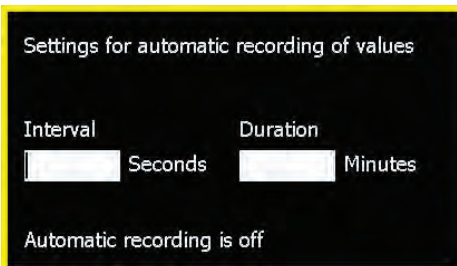 Settings for automatic recording of values
Interval Duration
Seconds Minutes
Automatic recording is off